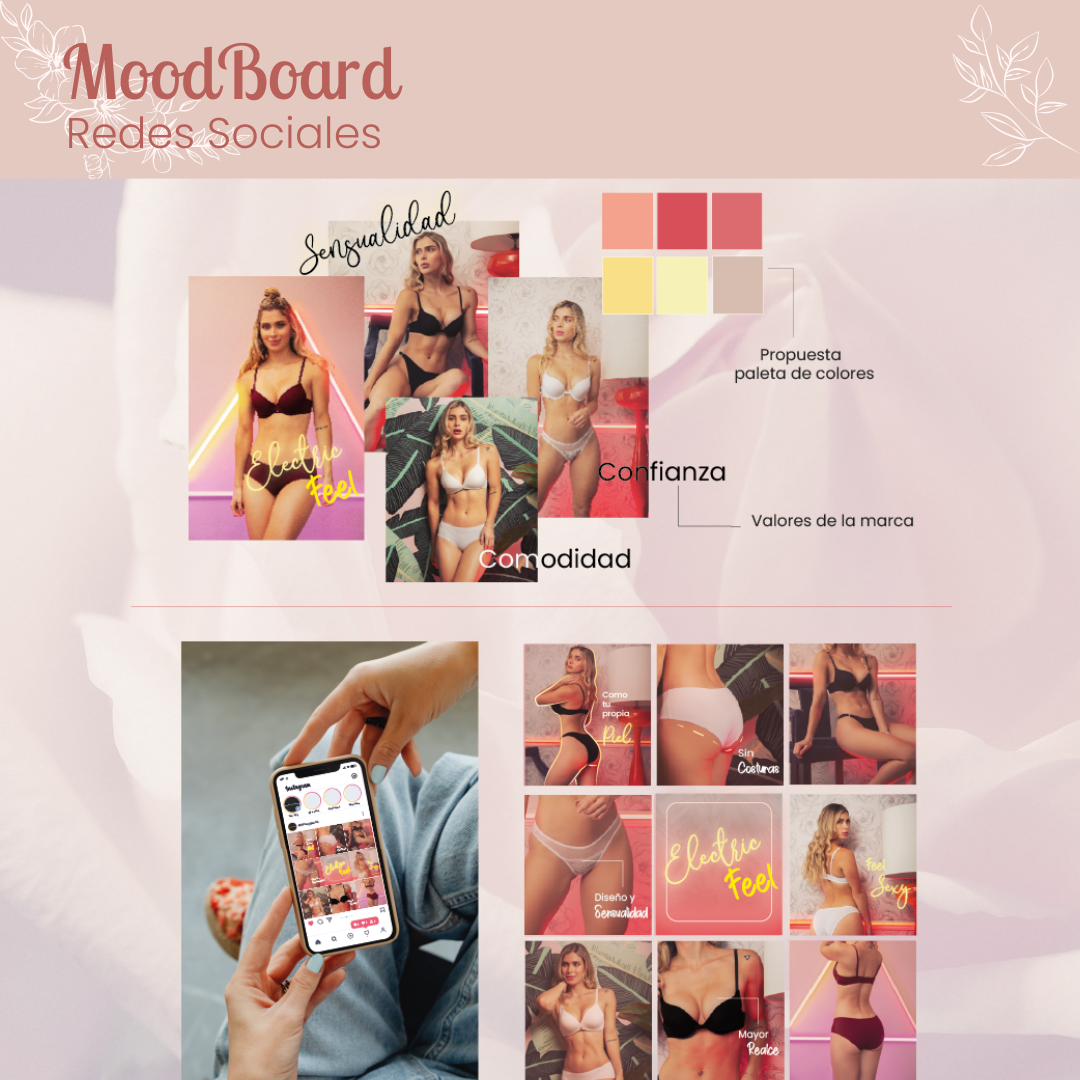 MoodBoard
Redes Sociales
Sensualidad
Electric
Feel
Propuesta
paleta de colores
Confianza
Valores de la marca
Comodidad
Instagram
Como
tu
propia
Piel
Sin
Costuras
Diseño y
Sensualidad
Electric
Feel
Feel
Sexy
Mayor
Realce